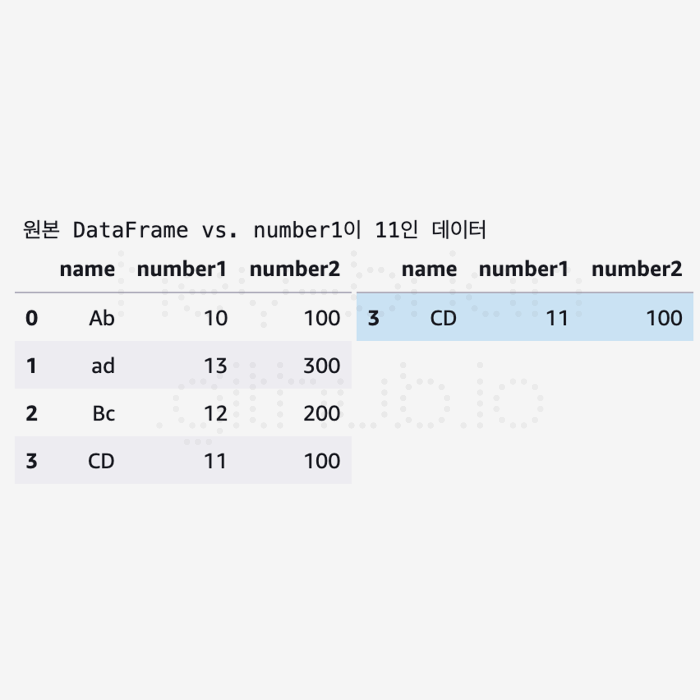 원본 DataFrame vs. number1이 11인 데이터
name number1 number2 name number1 number2
0 Ab 10 100 3 CD 11 100
1 ad 13 300
2 Bc 12 200
3 CD 11 100